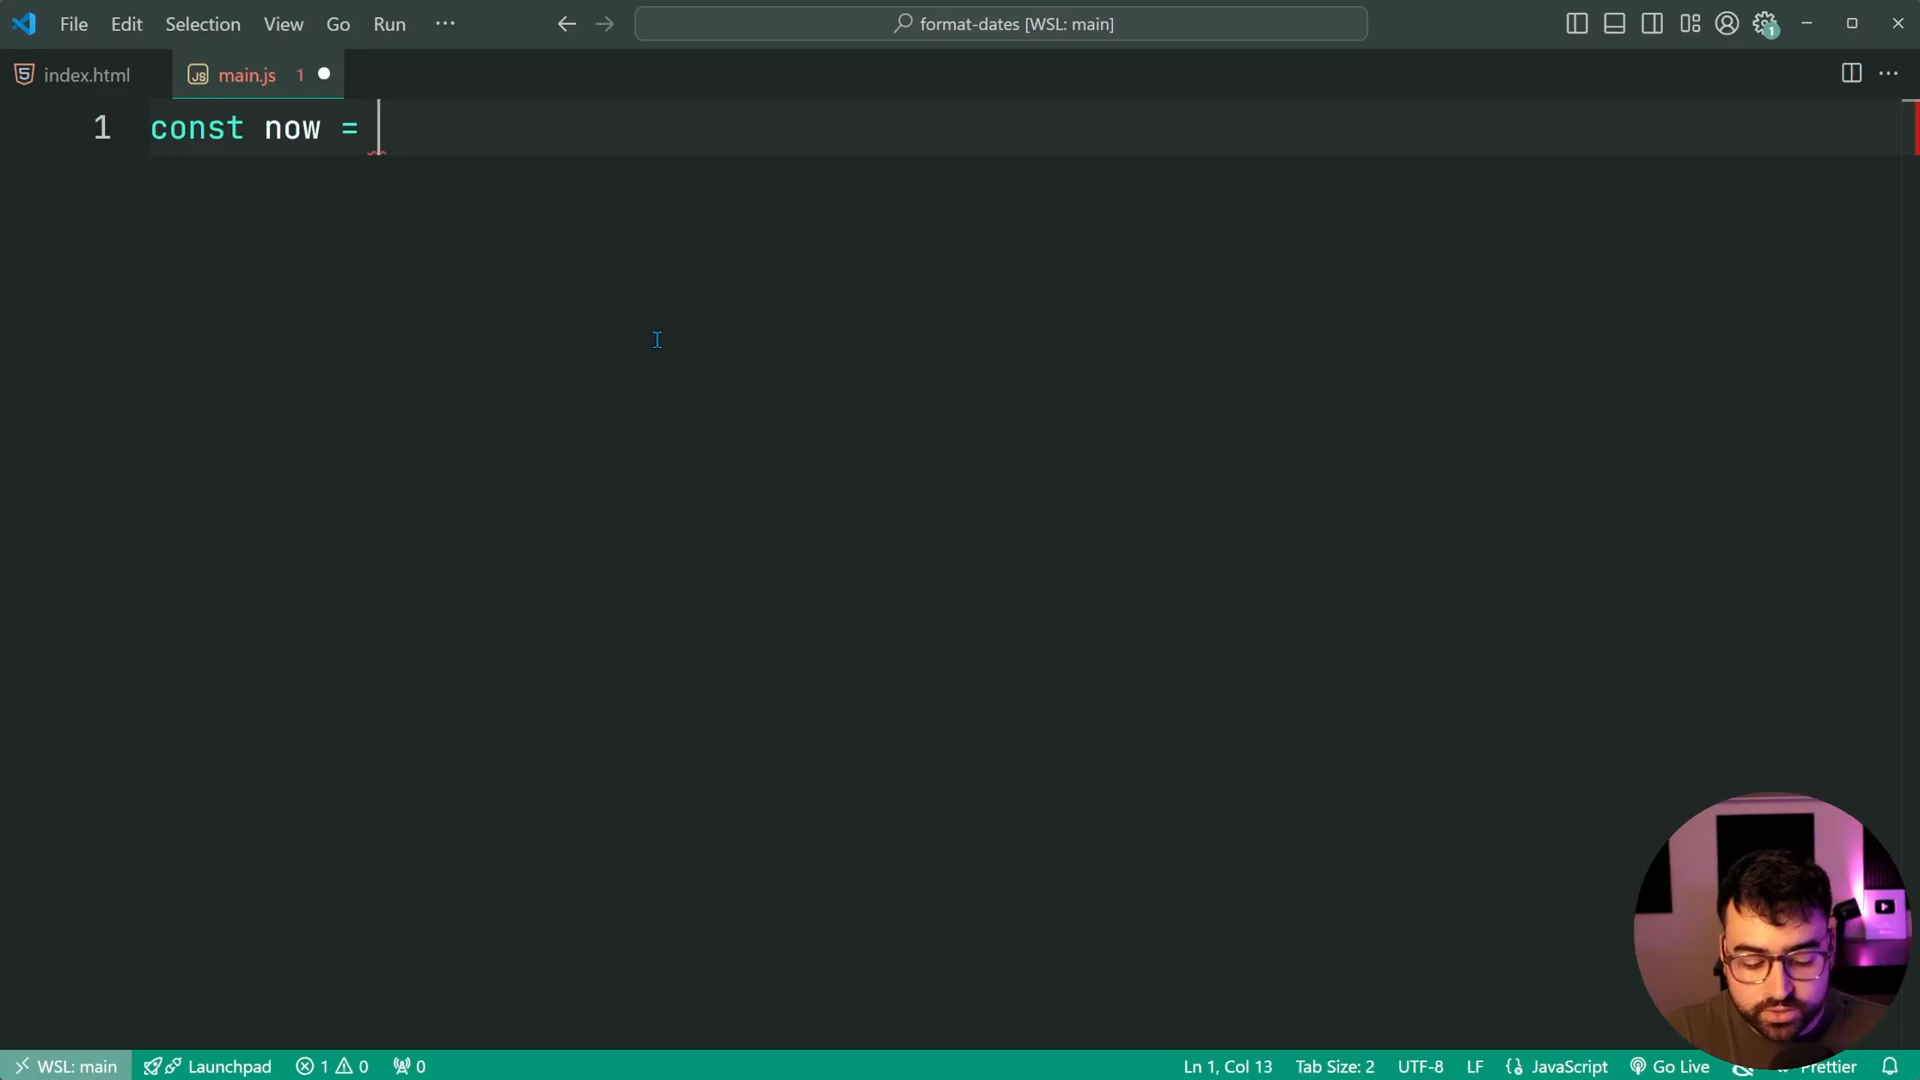 File Edit Selection View Go Run ···
format-dates [WSL: main]
1
index.html
JS main.js 1
1 const now =
WSL: main Launchpad 1 0 0
Ln 1, Col 13 Tab Size: 2 UTF-8 LF {} JavaScript Go Live Prettier